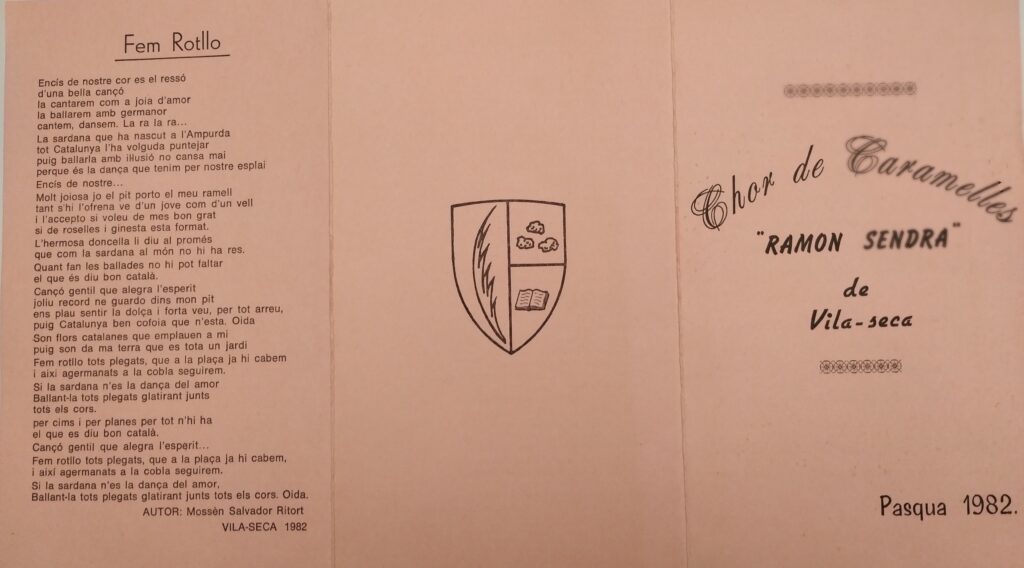 Fem Rotllo
Encís de nostre cor es el ressó
d'una bella cançó
la cantarem com a joia d'amor
la ballarem amb germanor
cantem, dansem. La ra la ra...
La sardana que ha nascut a l'Ampurda
tot Catalunya l'ha volguda puntejar
puig ballarla amb il·lusió no cansa mai
perque és la dança que tenim per nostre esplai
Encis de nostre...
Molt joiosa jo el pit porto el meu ramell
tant s'hi l'ofrena ve d'un jove com d'un vell
i l'accepto si voleu de mes bon grat
si de roselles i ginesta esta format.
L'hermosa doncella li diu al promés
que com la sardana al món no hi ha res.
Quant fan les ballades no hi pot faltar
el que és diu bon català.
Cançó gentil que alegra l'esperit
joliu record ne guardo dins mon pit
ens plau sentir la dolça i forta veu, per tot arreu,
puig Catalunya ben cofoia que n'esta. Oida
Son flors catalanes que emplauen a mi
puig son da ma terra que es tota un jardi
Fem rotllo tots plegats, que a la plaça ja hi cabem
i aixi agermanats a la cobla seguirem.
Si la sardana n'es la dança del amor
Ballant-la tots plegats glatirant junts
tots els cors.
per cims i per planes per tot n'hi ha
el que es diu bon català.
Cançó gentil que alegra l'esperit...
Fem rotllo tots plegats, que a la plaça ja hi cabem,
i així agermanats a la cobla seguirem.
Si la sardana n'es la dança del amor,
Ballant-la tots plegats glatirant junts tots els cors. Oida.
AUTOR: Mossèn Salvador Ritort
VILA-SECA 1982
Chor de Caramelles
"RAMON SENDRA"
de
Vila-seca
Pasqua 1982.